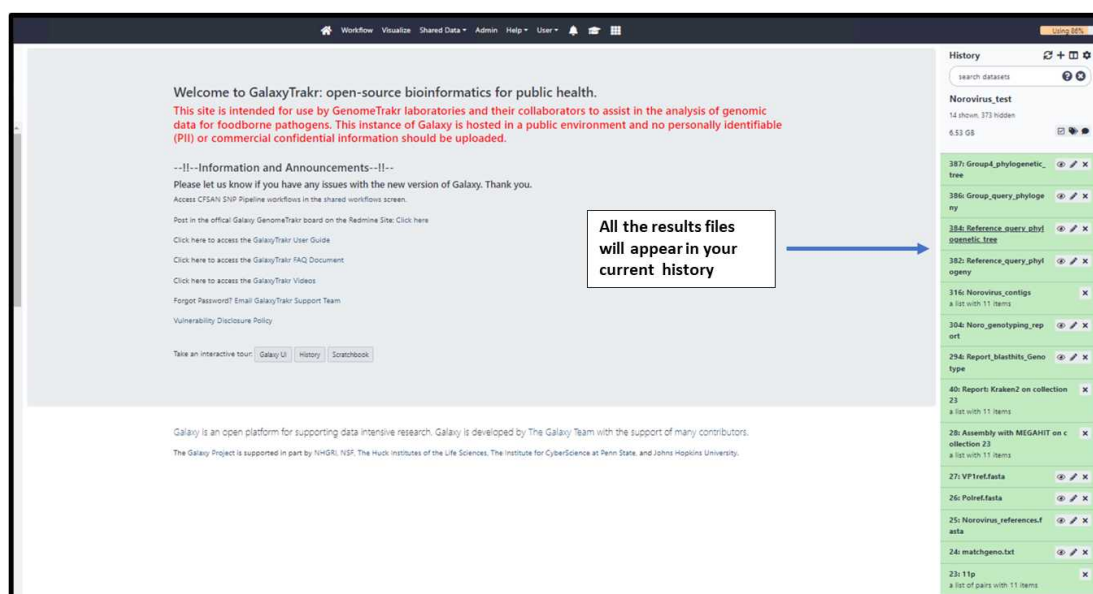 Workflow Visualize Shared Data Admin Help User
Using 86%
Welcome to GalaxyTrakr: open-source bioinformatics for public health.
This site is intended for use by GenomeTrakr laboratories and their collaborators to assist in the analysis of genomic
data for foodborne pathogens. This instance of Galaxy is hosted in a public environment and no personally identifiable
(PII) or commercial confidential information should be uploaded.
--!!--Information and Announcements--!!--
Please let us know if you have any issues with the new version of Galaxy. Thank you.
Access CFSAN SNP Pipeline workflows in the shared workflows screen.
Post in the offical Galaxy GenomeTrakr board on the Redmine Site: Click here
Click here to access the GalaxyTrakr User Guide
Click here to access the GalaxyTrakr FAQ Document
Click here to access the GalaxyTrakr Videos
Forgot Password? Email GalaxyTrakr Support Team
Vulnerability Disclosure Policy
Take an interactive tour: Galaxy UI History Scratchbook
Galaxy is an open platform for supporting data intensive research. Galaxy is developed by The Galaxy Team with the support of many contributors.
The Galaxy Project is supported in part by NHGRI, NSF, The Huck Institutes of the Life Sciences, The Institute for CyberScience at Penn State, and Johns Hopkins University.
All the results files
will appear in your
current history
History
search datasets
Norovirus_test
14 shown, 373 hidden
6.53 GB
387: Group4_phylogenetic_
tree
386: Group_query_phyloge
ny
384: Reference_query_phyl
ogenetic_tree
382: Reference_query_phyl
ogeny
316: Norovirus_contigs
a list with 11 items
304: Noro_genotyping_rep
ort
294: Report_blasthits_Geno
type
40: Report: Kraken2 on collection
23
a list with 11 items
28: Assembly with MEGAHIT on c
ollection 23
a list with 11 items
27: VP1ref.fasta
26: Polref.fasta
25: Norovirus_references.f
asta
24: matchgeno.txt
23: 11p
a list of pairs with 11 items